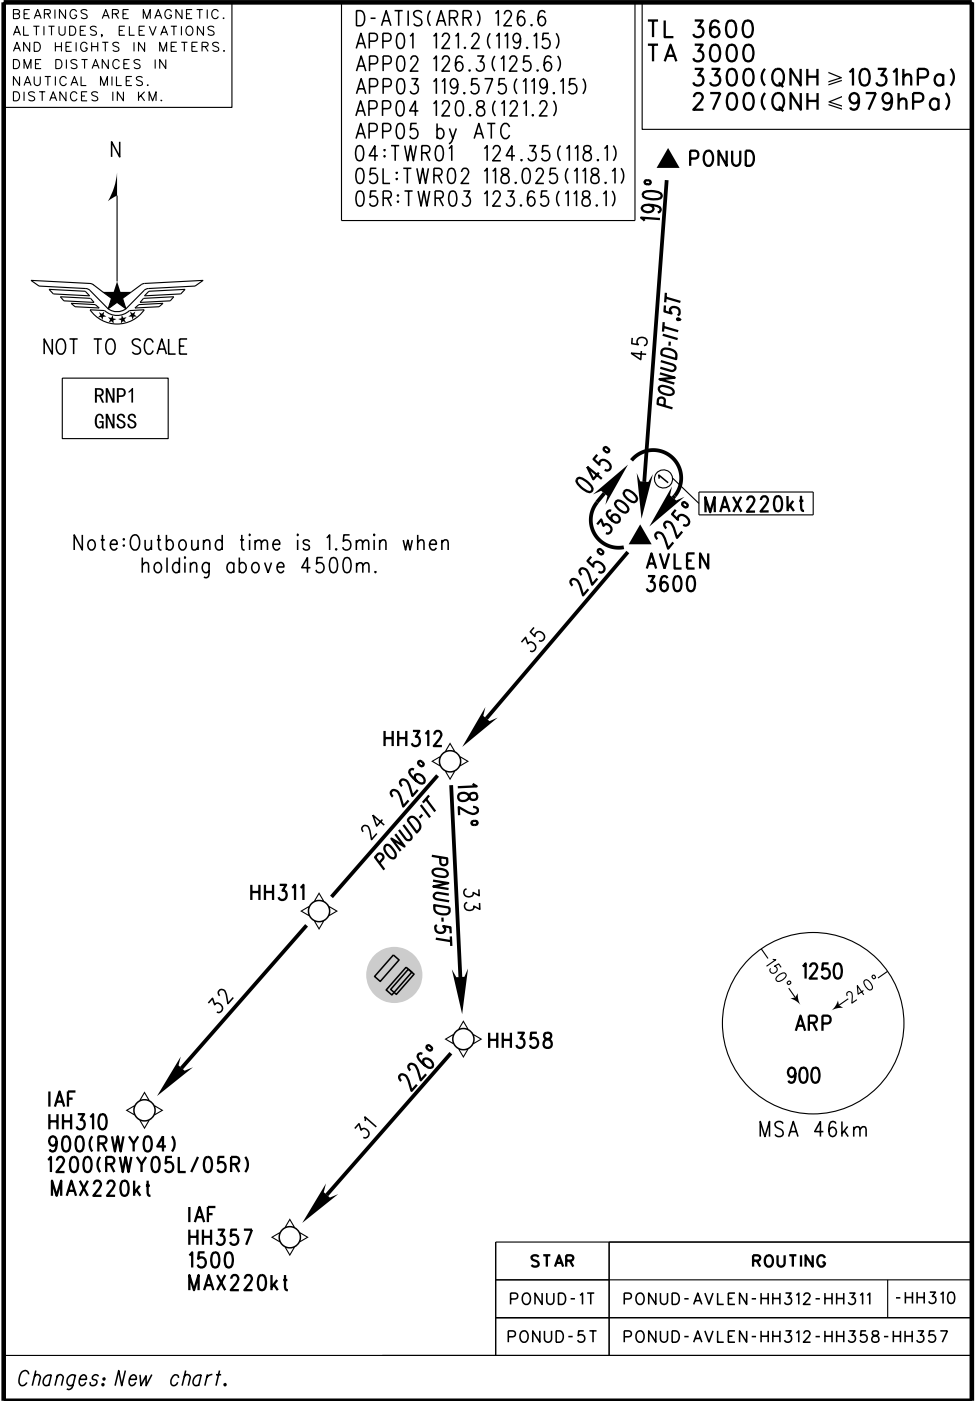 BEARINGS ARE MAGNETIC.
ALTITUDES, ELEVATIONS
AND HEIGHTS IN METERS.
DME DISTANCES IN
NAUTICAL MILES.
DISTANCES IN KM.
D-ATIS(ARR) 126.6
APP01 121.2(119.15)
APP02 126.3(125.6)
APP03 119.575(119.15)
APP04 120.8(121.2)
APP05 by ATC
04:TWR01 124.35(118.1)
05L:TWR02 118.025(118.1)
05R:TWR03 123.65(118.1)
TL 3600
TA 3000
3300(QNH ≥1031hPa)
2700(QNH ≤979hPa)
N
NOT TO SCALE
RNP1
GNSS
PONUD
190°
45
PONUD-1T,5T
045°
3600
1
225°
MAX220kt
AVLEN
3600
Note:Outbound time is 1.5min when
holding above 4500m.
225°
35
HH312
226°
24
PONUD-1T
182°
33
PONUD-5T
HH311
32
HH358
226°
31
IAF
HH310
900(RWY04)
1200(RWY05L/05R)
MAX220kt
IAF
HH357
1500
MAX220kt
150°
1250
240°
ARP
900
MSA 46km
STAR ROUTING
PONUD-1T PONUD-AVLEN-HH312-HH311 -HH310
PONUD-5T PONUD-AVLEN-HH312-HH358-HH357
Changes: New chart.